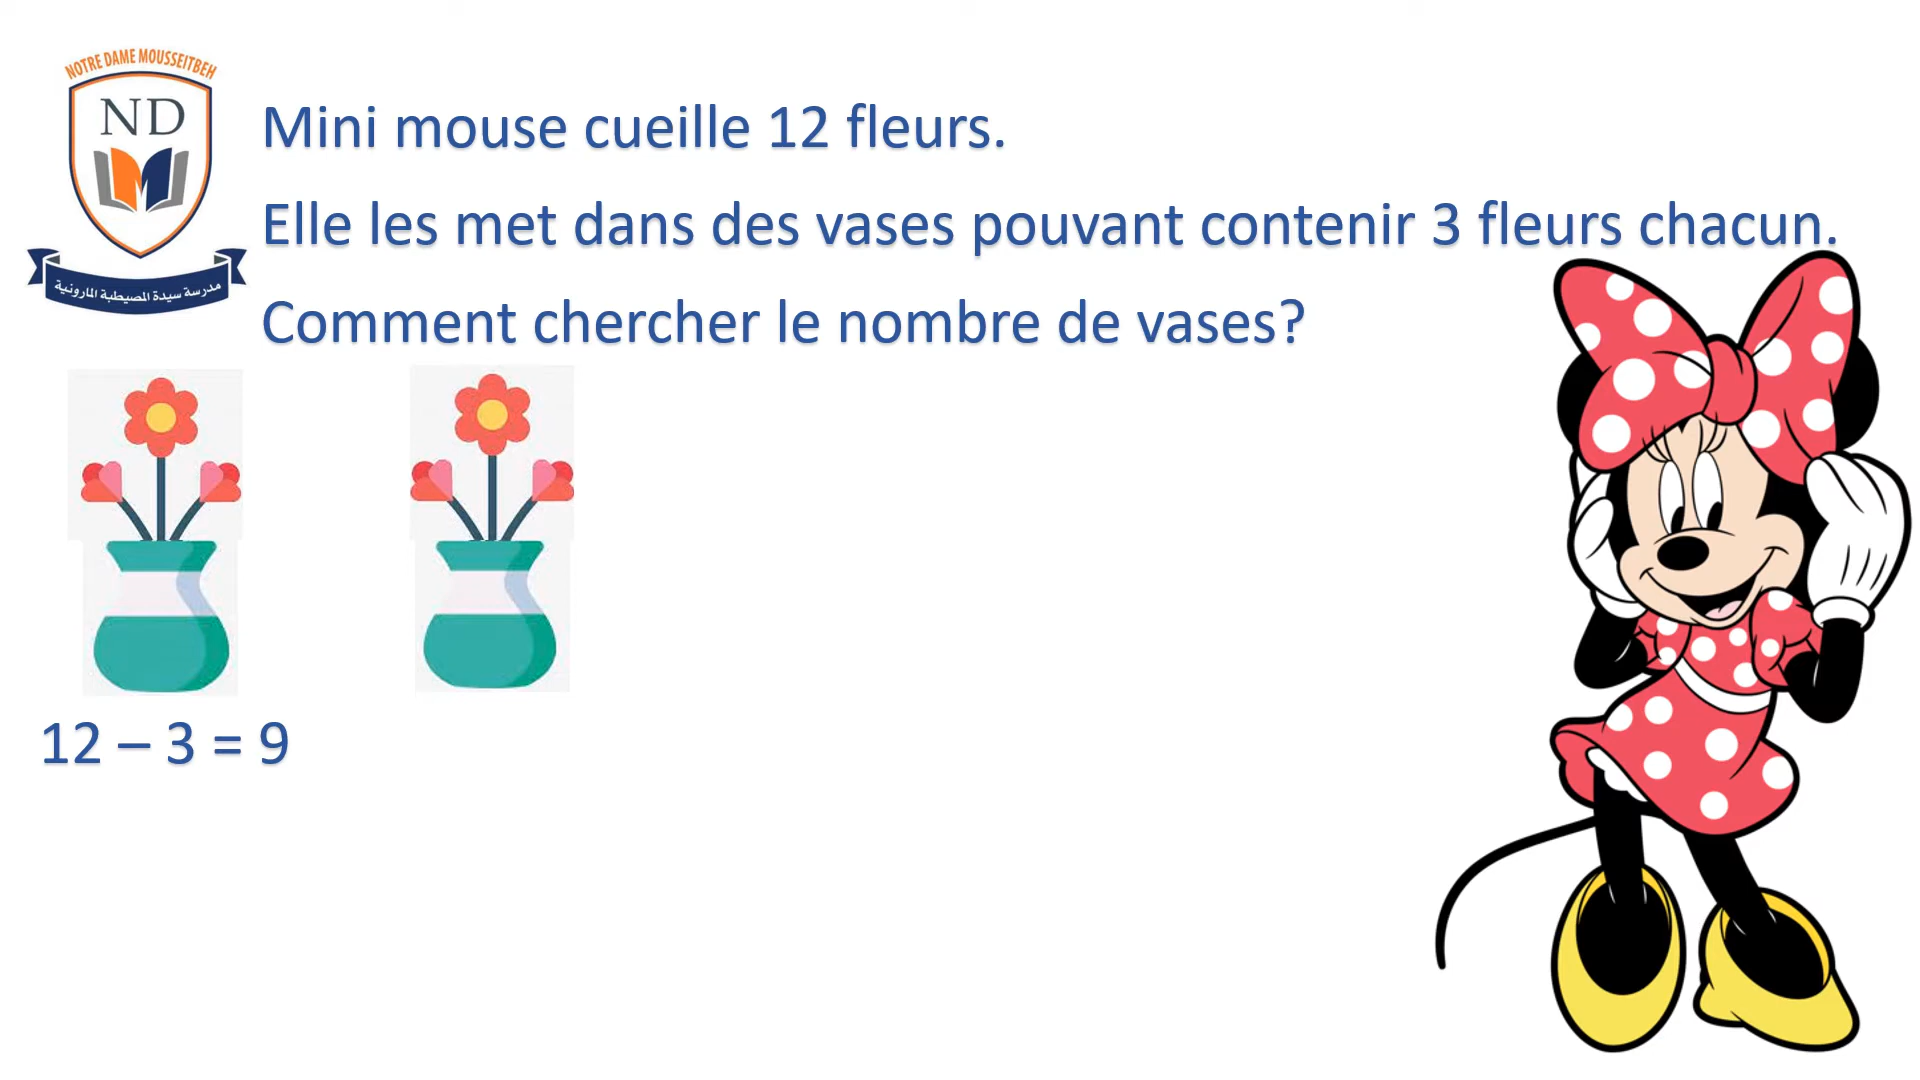 NOTRE DAME MOUSSEITBEH
ND
مدرسة سيدة المصيطبة المارونية
Mini mouse cueille 12 fleurs.
Elle les met dans des vases pouvant contenir 3 fleurs chacun.
Comment chercher le nombre de vases?
12 – 3 = 9